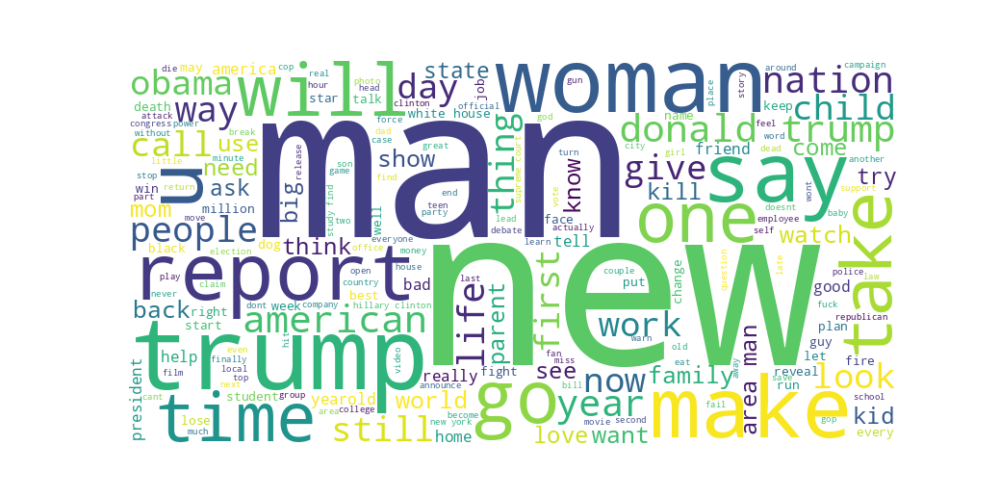 die may america cop real hour photo head gun story around campaign
obama will day state woman nation
death star talk clinton job official place keep child
attack way white house
congress power force god donald trump
without break dad case great thing name feel
call use man city word come
little minute need show turn friend girl dead another
stop u ask big release son game find know give say try
return supreme court kill wont support
win million study find two well end teen vote face one doesnt baby
part mom move party lead employee
people everyone debate actually tell self watch take
black dog think money learn
election office first couple change question late police law
report open house bad last new put good
play claim country life parent fuck
never best
back right dont week company hillary clinton work republican
start american warn plan
trump hit fan see old guy
president help even video miss eat let fire
finally really fight away reveal look
film local top now family run
cant next student group announce bill save school
yearold world go year make area man kid
area college become fail gop
much lose still new york movie second
time home love want every